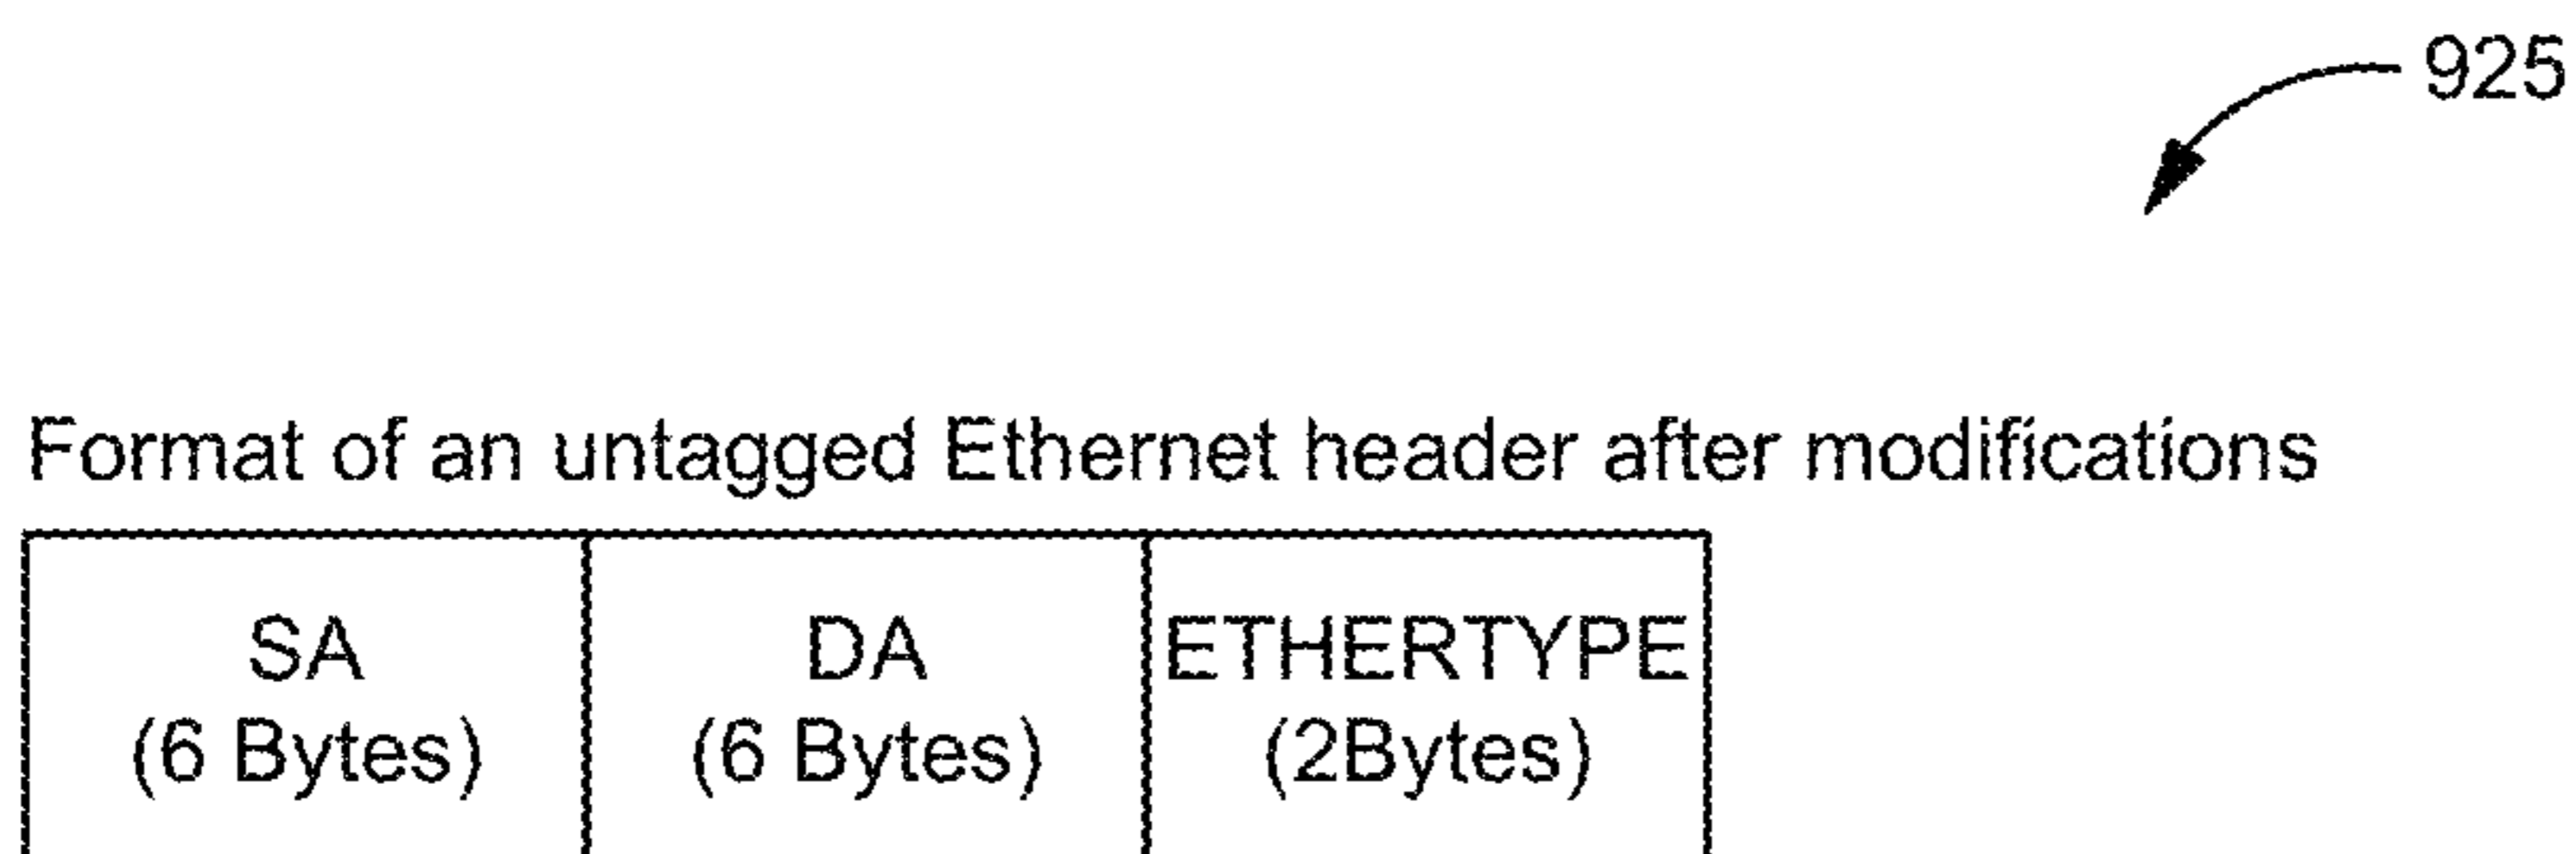 925
Format of an untagged Ethernet header after modifications
SA
(6 Bytes)
DA
(6 Bytes)
ETHERTYPE
(2Bytes)